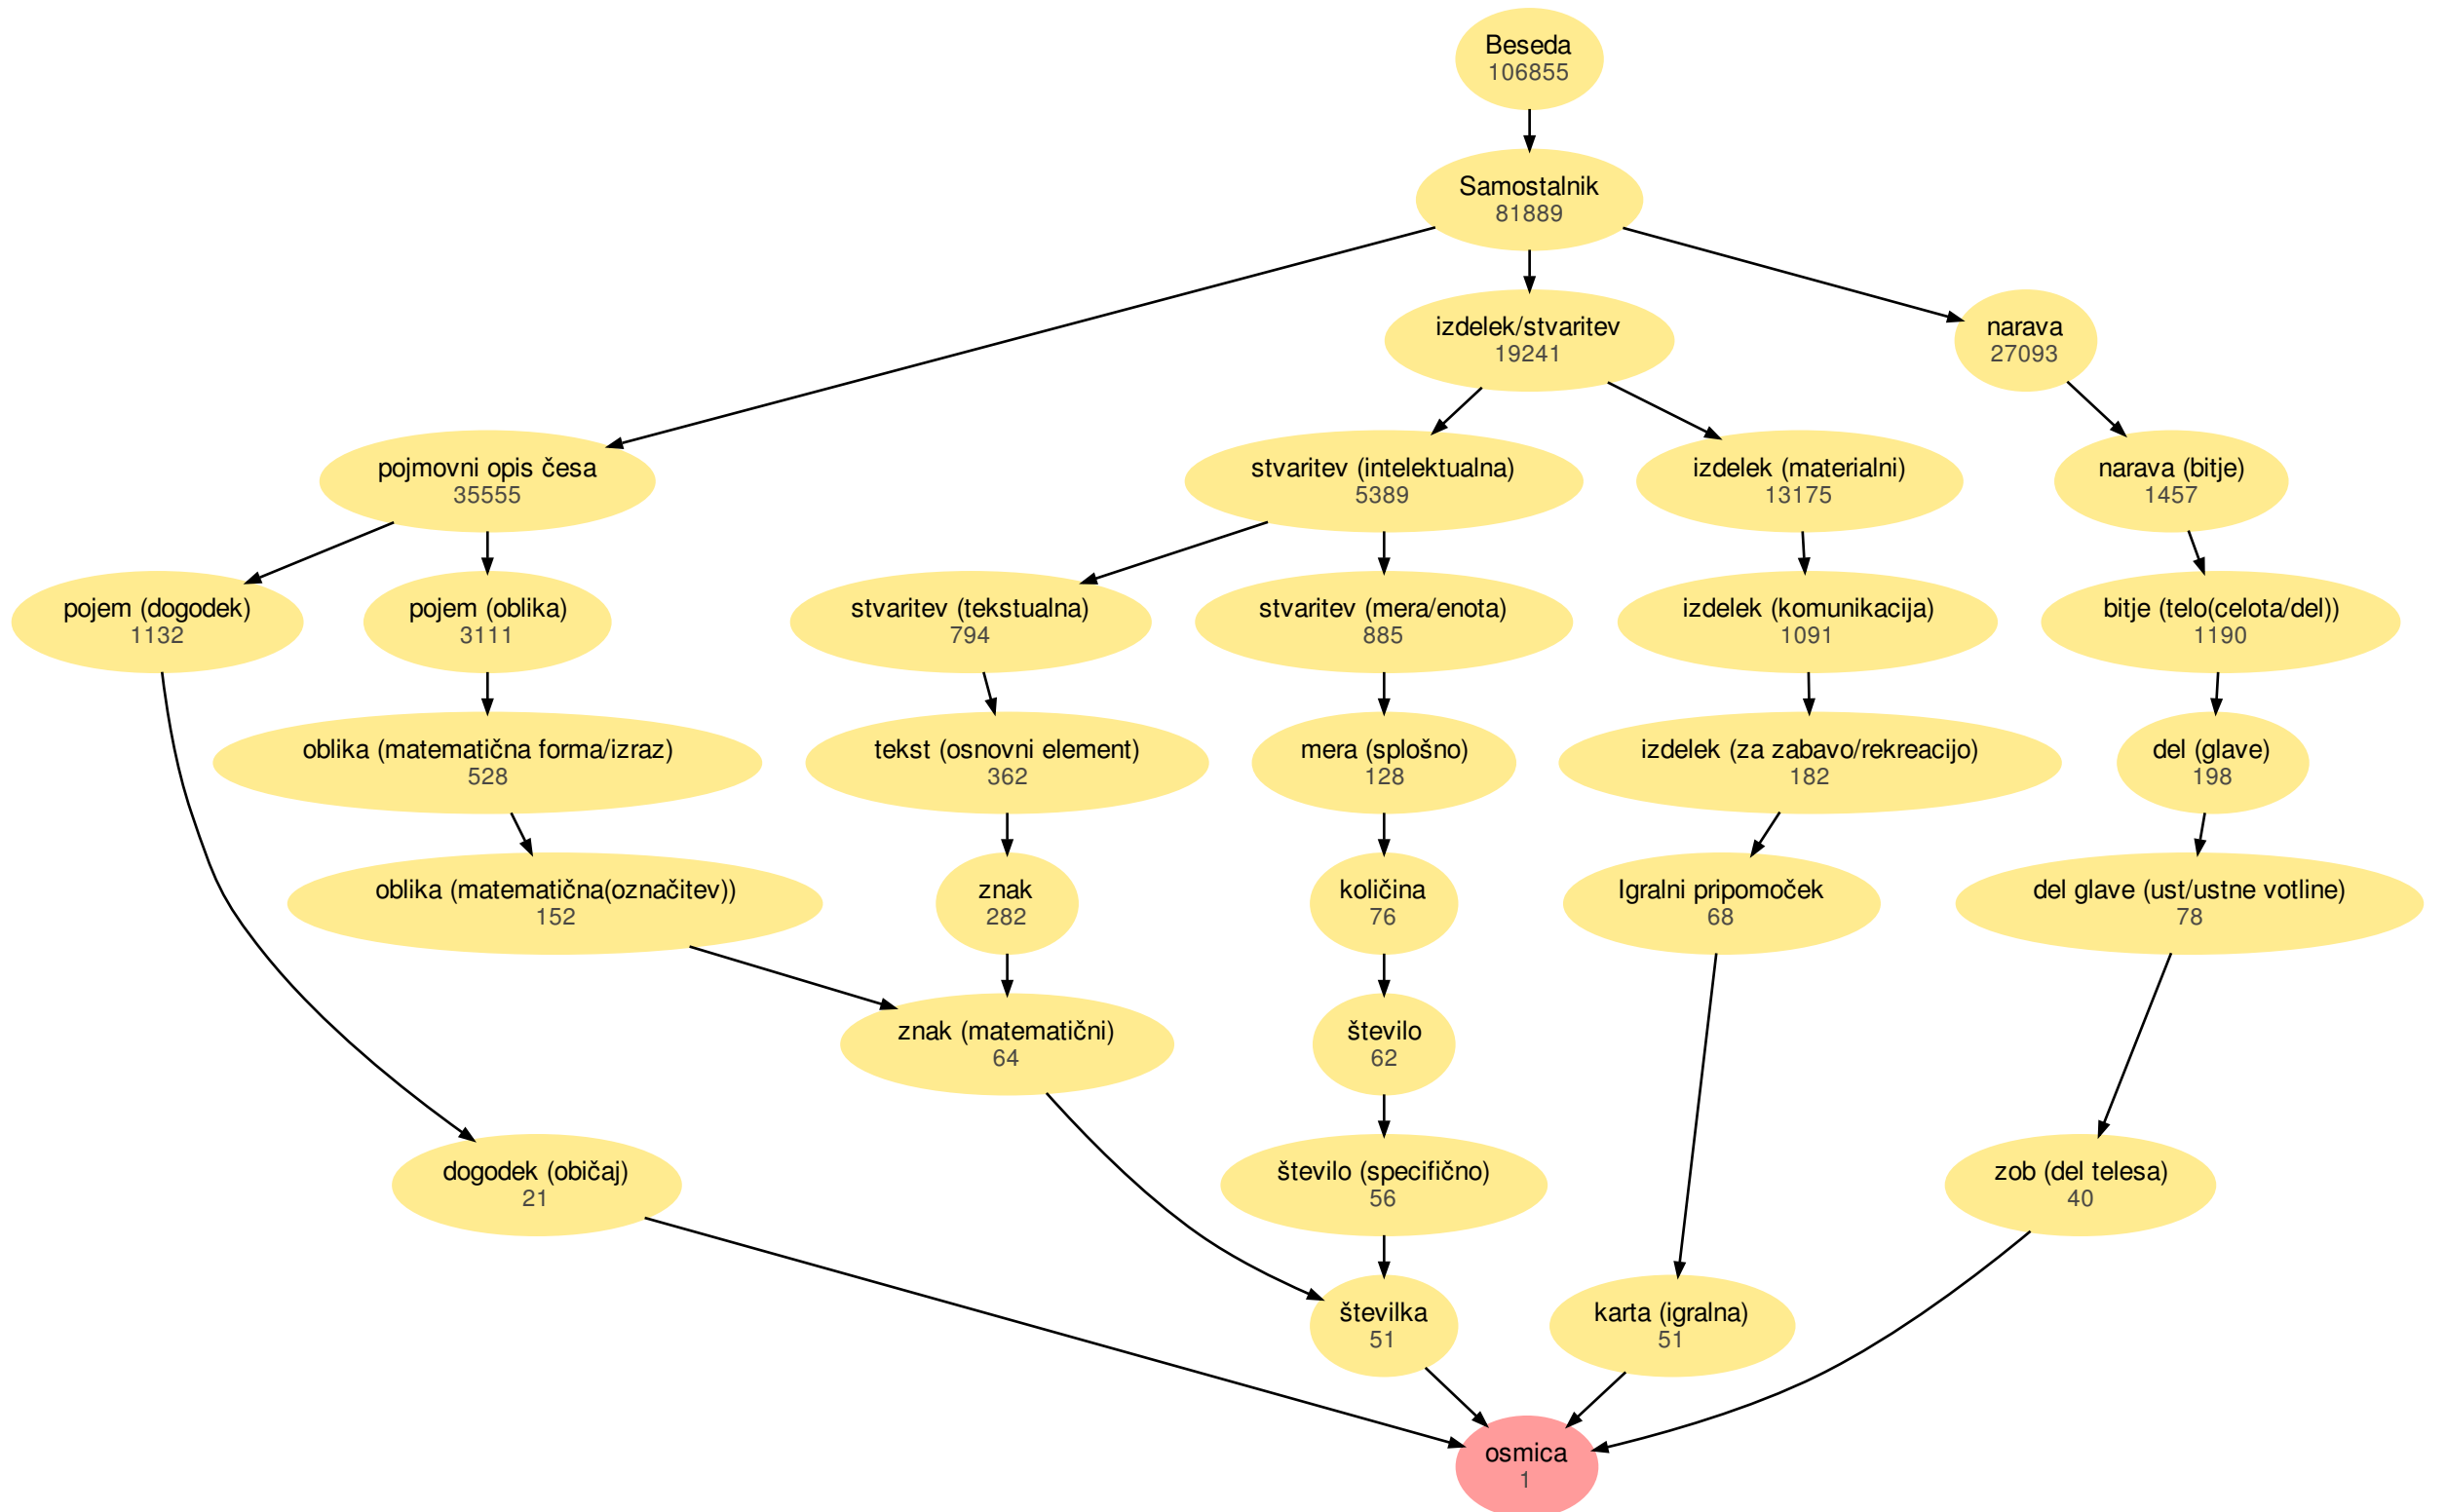 Beseda
106855
Samostalnik
81889
izdelek/stvaritev
19241
narava
27093
pojmovni opis česa
35555
stvaritev (intelektualna)
5389
izdelek (materialni)
13175
narava (bitje)
1457
pojem (dogodek)
1132
pojem (oblika)
3111
stvaritev (tekstualna)
794
stvaritev (mera/enota)
885
izdelek (komunikacija)
1091
bitje (telo(celota/del))
1190
oblika (matematična forma/izraz)
528
tekst (osnovni element)
362
mera (splošno)
128
izdelek (za zabavo/rekreacijo)
182
del (glave)
198
oblika (matematična(označitev))
152
znak
282
količina
76
Igralni pripomoček
68
del glave (ust/ustne votline)
78
znak (matematični)
64
število
62
dogodek (običaj)
21
število (specifično)
56
zob (del telesa)
40
številka
51
karta (igralna)
51
osmica
1